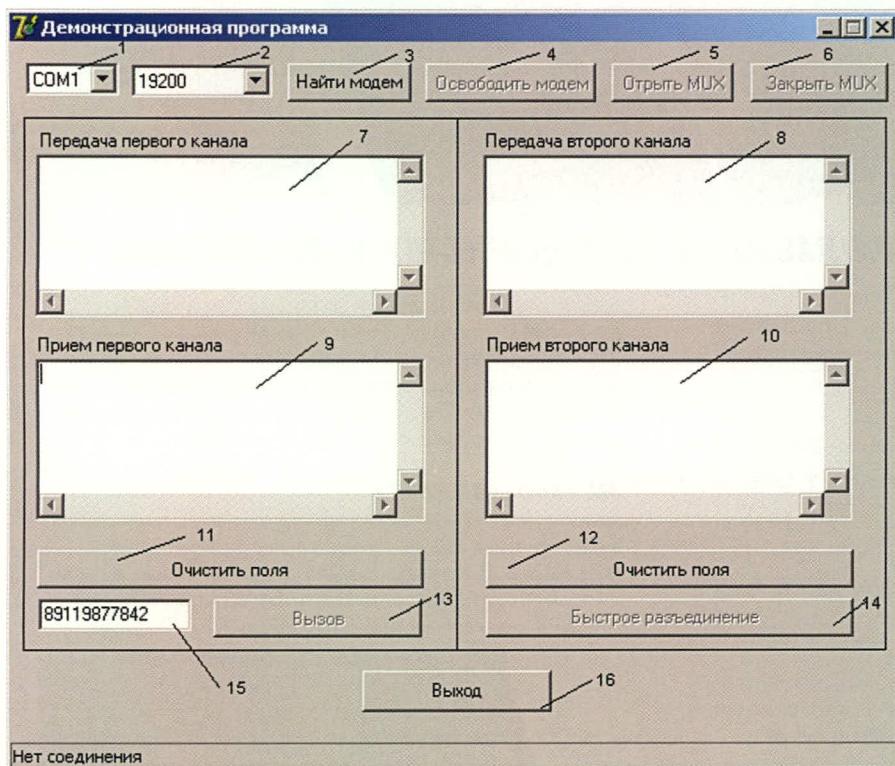 Демонстрационная программа
1 2 3 4 5 6
COM1 19200 Найти модем Освободить модем Отрыть MUX Закрыть MUX
Передача первого канала 7 Передача второго канала 8
Прием первого канала 9 Прием второго канала 10
11 12
Очистить поля Очистить поля
13 14
89119877842 Вызов Быстрое разъединение
15 16
Выход
Нет соединения